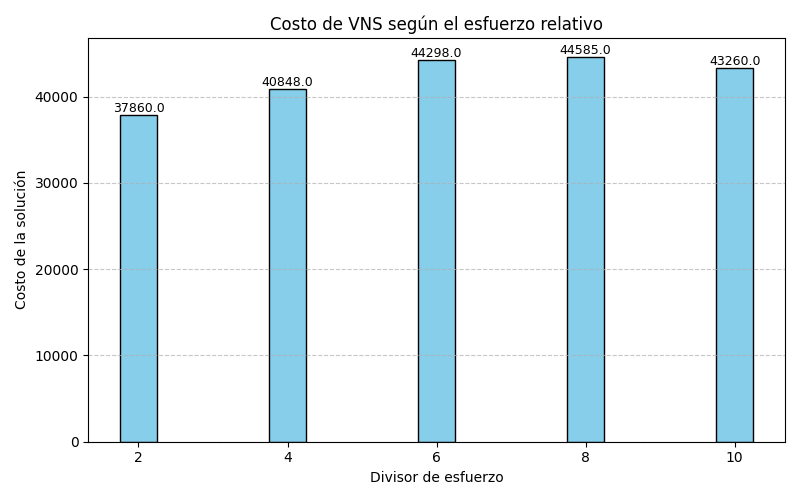 Costo de VNS según el esfuerzo relativo
37860.0
40848.0
44298.0
44585.0
43260.0
40000
30000
20000
10000
0
Costo de la solución
2 4 6 8 10
Divisor de esfuerzo